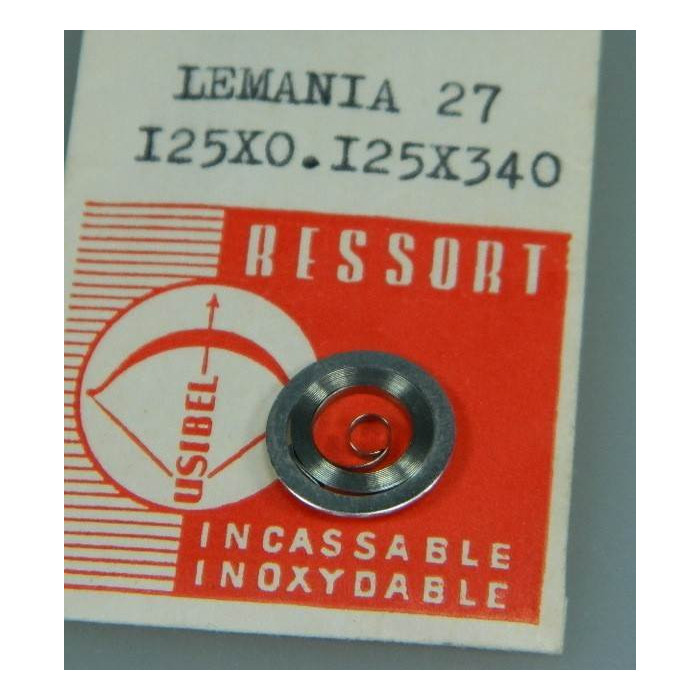 LEMANIA 27
I25X0.I25X340
RESSORT
USIBEL
INCASSABLE
INOXYDABLE